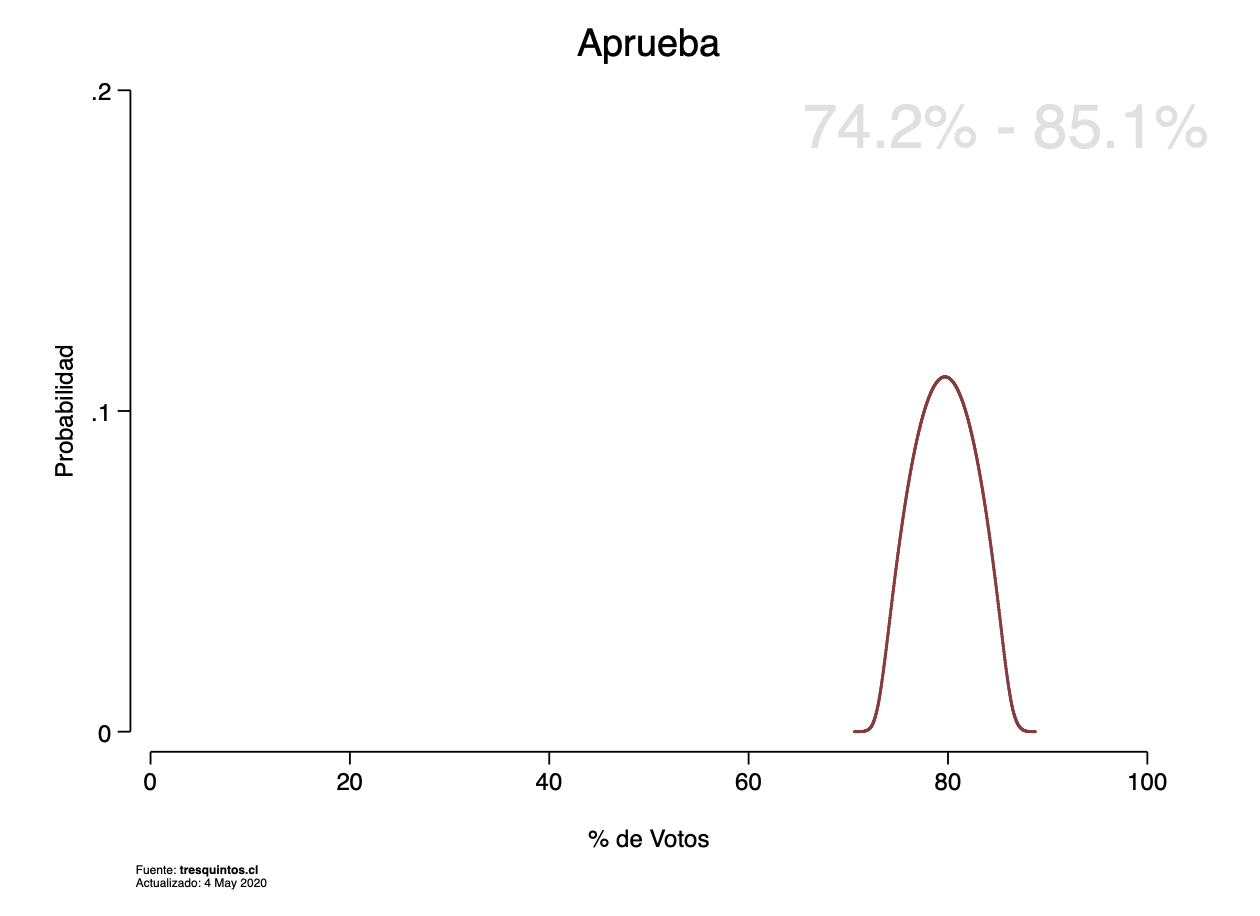 Aprueba
74.2% - 85.1%
.2
.1
0
Probabilidad
0 20 40 60 80 100
% de Votos
Fuente: tresquintos.cl
Actualizado: 4 May 2020